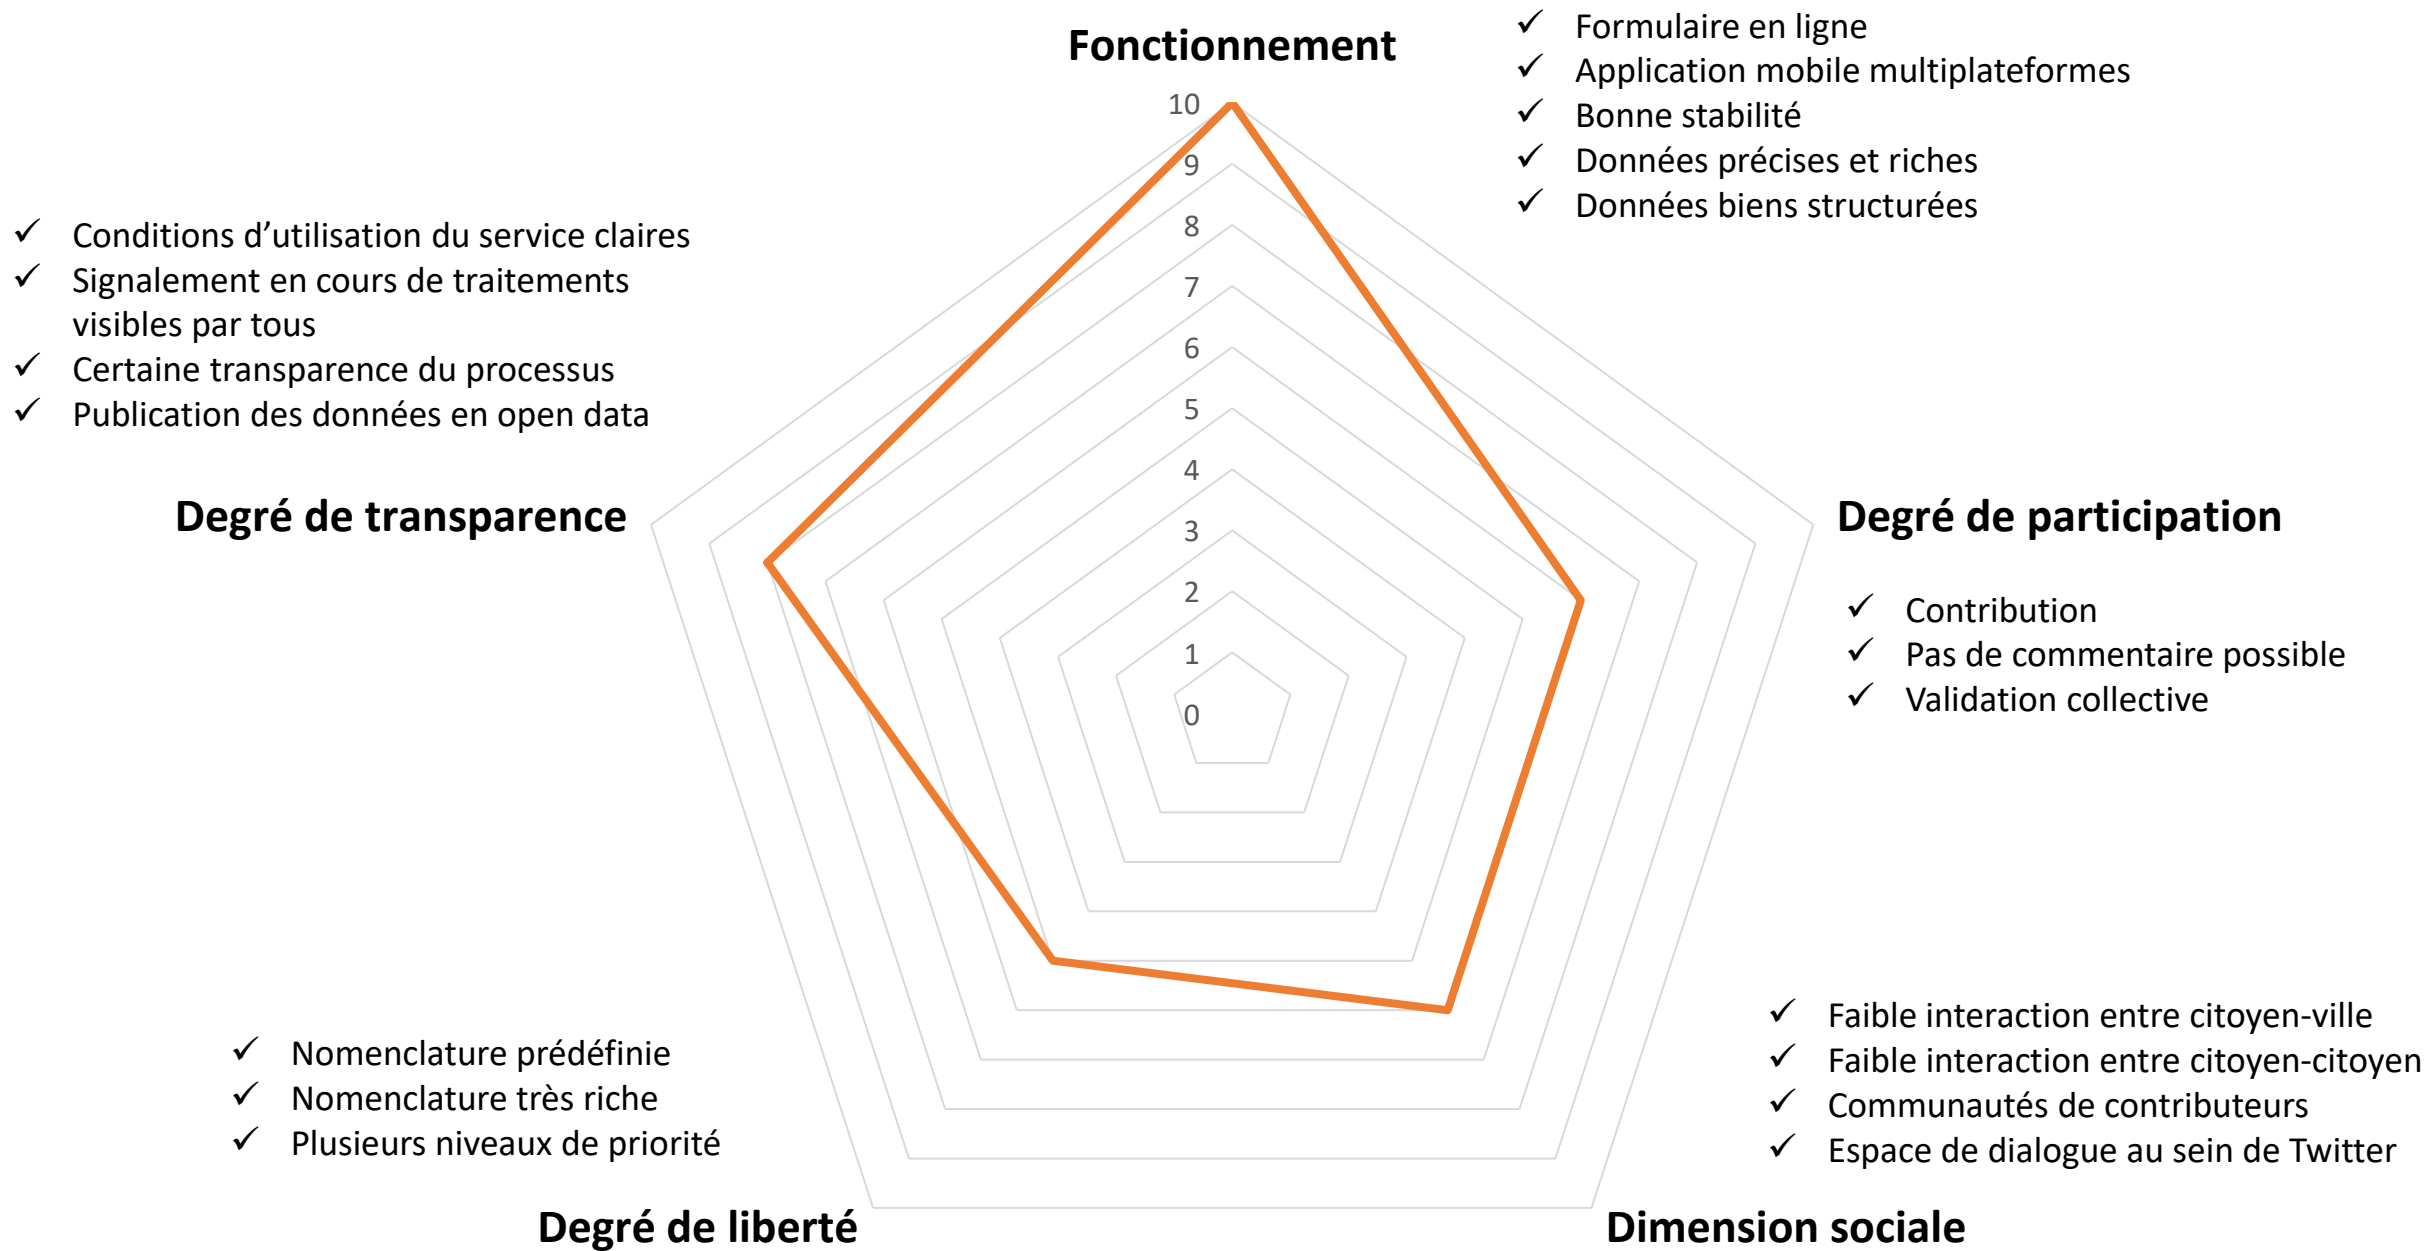 Fonctionnement
✓ Formulaire en ligne
✓ Application mobile multiplateformes
✓ Bonne stabilité
✓ Données précises et riches
✓ Données biens structurées
10
9
8
7
6
5
4
3
2
1
0
✓ Conditions d’utilisation du service claires
✓ Signalement en cours de traitements
visibles par tous
✓ Certaine transparence du processus
✓ Publication des données en open data
Degré de transparence
Degré de participation
✓ Contribution
✓ Pas de commentaire possible
✓ Validation collective
✓ Nomenclature prédéfinie
✓ Nomenclature très riche
✓ Plusieurs niveaux de priorité
Degré de liberté
✓ Faible interaction entre citoyen-ville
✓ Faible interaction entre citoyen-citoyen
✓ Communautés de contributeurs
✓ Espace de dialogue au sein de Twitter
Dimension sociale